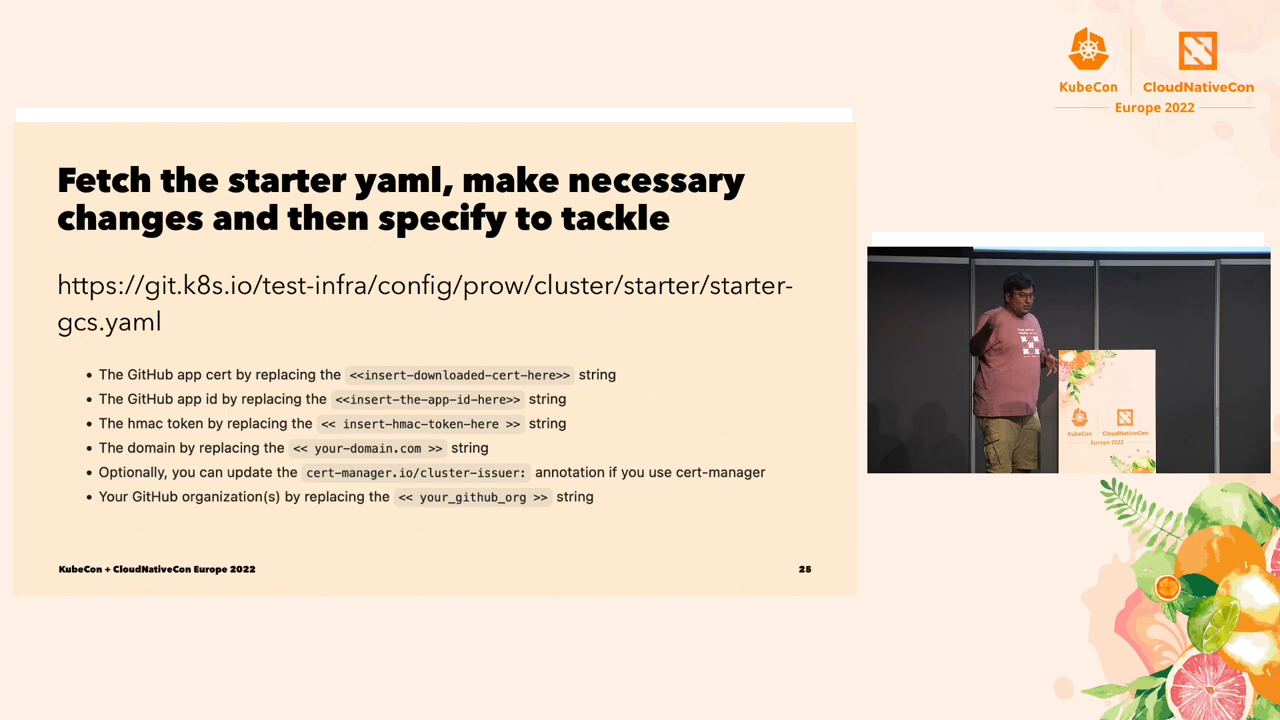 KubeCon
CloudNativeCon
Europe 2022
Fetch the starter yaml, make necessary
changes and then specify to tackle
https://git.k8s.io/test-infra/config/prow/cluster/starter/starter-
gcs.yaml
• The GitHub app cert by replacing the <<insert-downloaded-cert-here>> string
• The GitHub app id by replacing the <<insert-the-app-id-here>> string
• The hmac token by replacing the << insert-hmac-token-here >> string
• The domain by replacing the << your-domain.com >> string
• Optionally, you can update the cert-manager.io/cluster-issuer: annotation if you use cert-manager
• Your GitHub organization(s) by replacing the << your_github_org >> string
KubeCon + CloudNativeCon Europe 2022
25
KubeCon
CloudNativeCon
Europe 2022